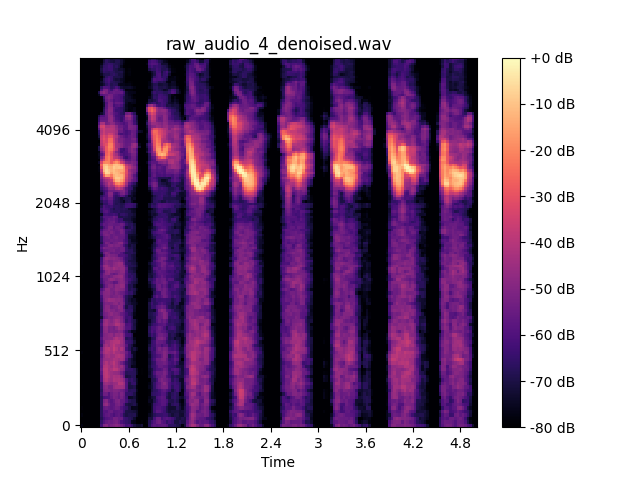 raw_audio_4_denoised.wav
Hz
4096
2048
1024
512
0
0 0.6 1.2 1.8 2.4 3 3.6 4.2 4.8
Time
+0 dB
-10 dB
-20 dB
-30 dB
-40 dB
-50 dB
-60 dB
-70 dB
-80 dB